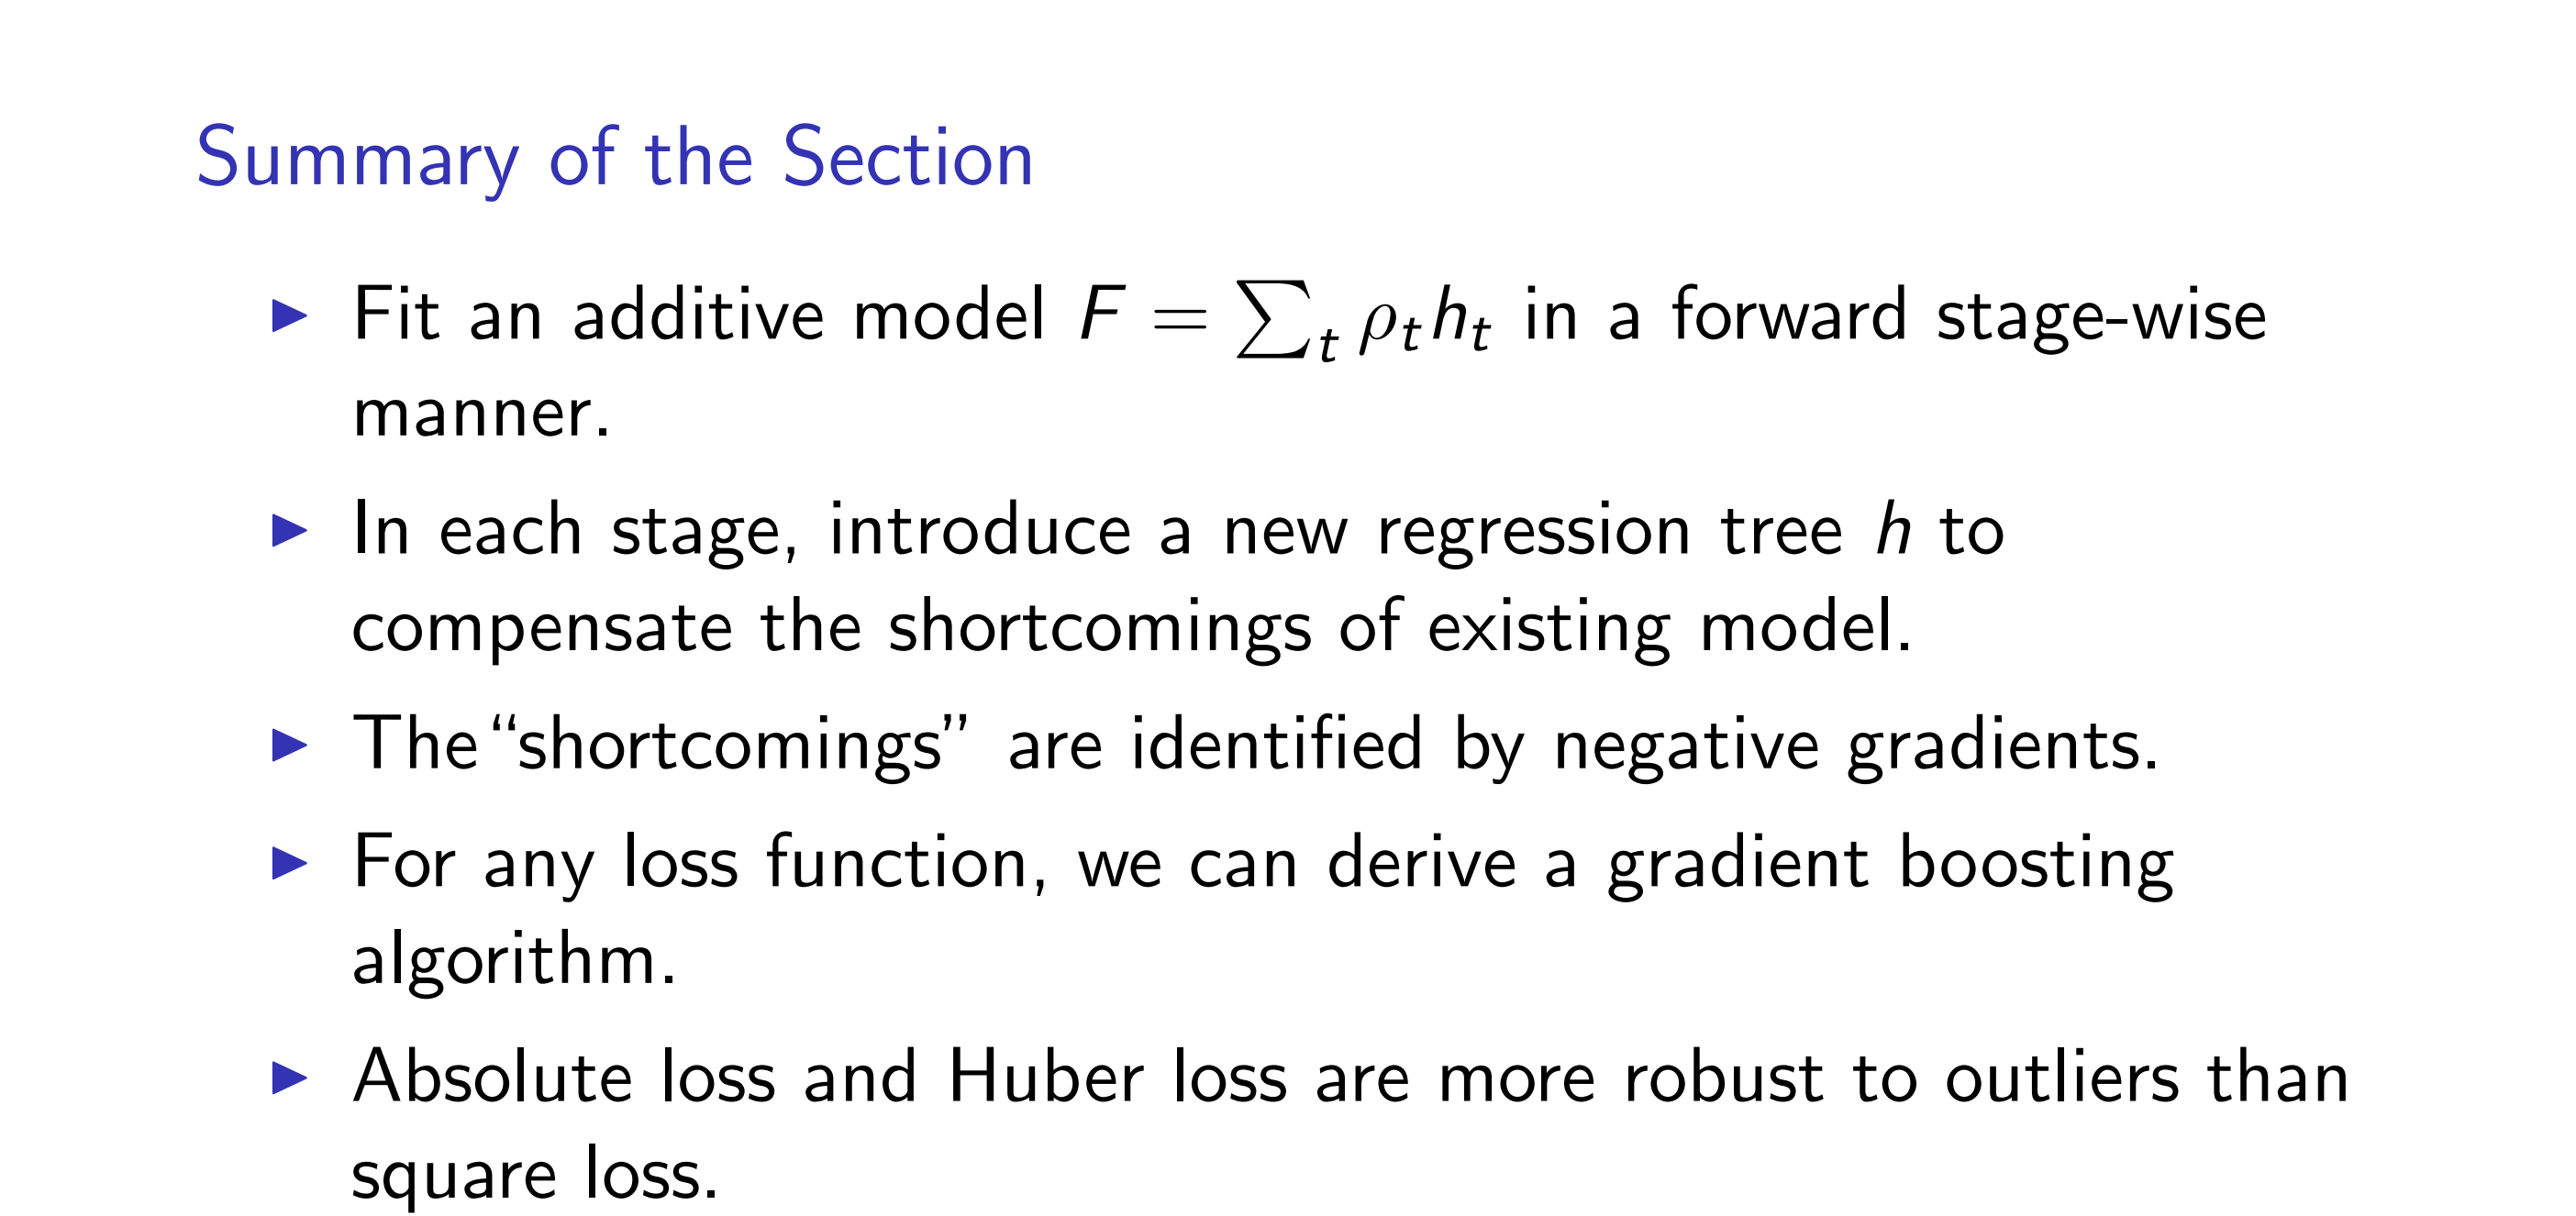 Summary of the Section
▶ Fit an additive model F = ∑_t ρ_t h_t in a forward stage-wise
manner.
▶ In each stage, introduce a new regression tree h to
compensate the shortcomings of existing model.
▶ The “shortcomings” are identified by negative gradients.
▶ For any loss function, we can derive a gradient boosting
algorithm.
▶ Absolute loss and Huber loss are more robust to outliers than
square loss.